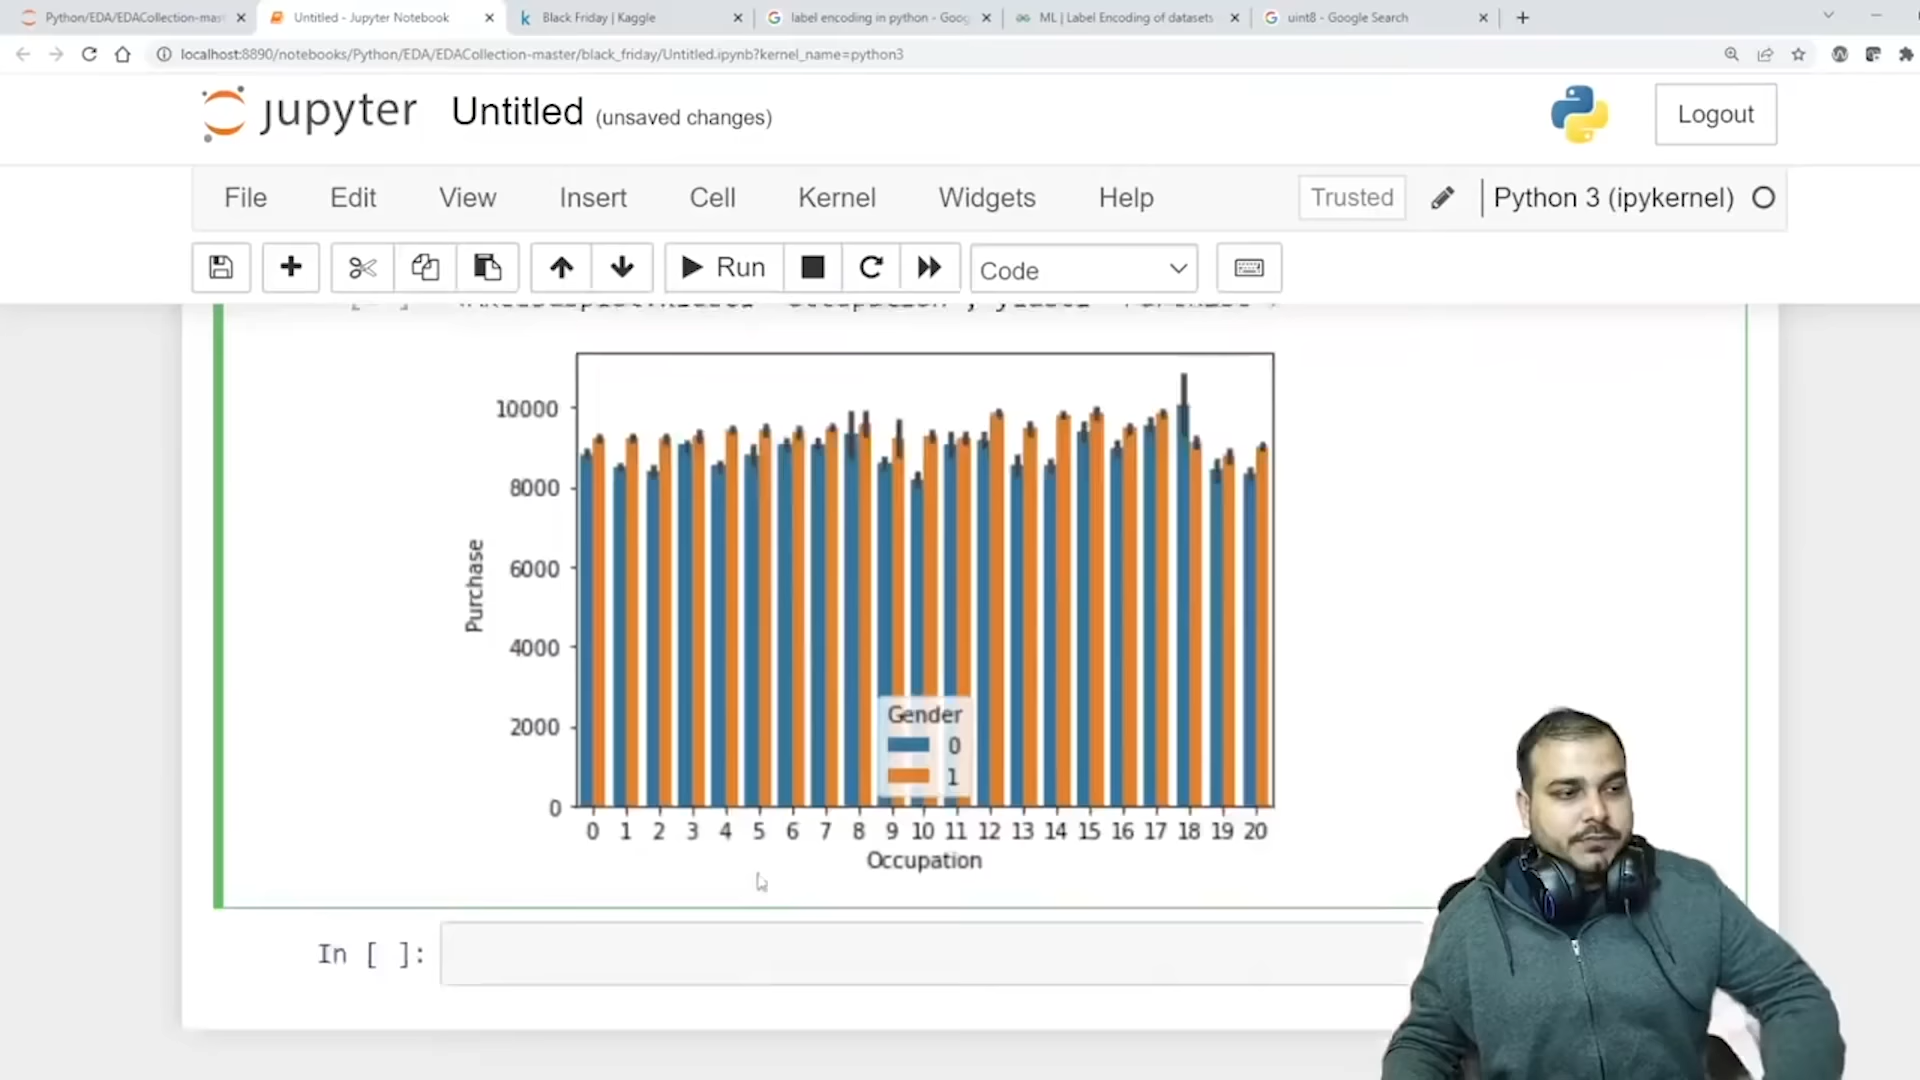 Python/EDA/EDACollection-mas
Untitled - Jupyter Notebook
Black Friday | Kaggle
label encoding in python - Goog
ML | Label Encoding of datasets
uint8 - Google Search
localhost:8890/notebooks/Python/EDA/EDACollection-master/black_friday/Untitled.ipynb?kernel_name=python3
jupyter Untitled (unsaved changes)
Logout
File Edit View Insert Cell Kernel Widgets Help
Trusted
Python 3 (ipykernel)
Run
Code
10000
8000
6000
4000
2000
0
Purchase
Gender
0
1
0 1 2 3 4 5 6 7 8 9 10 11 12 13 14 15 16 17 18 19 20
Occupation
In [ ]: